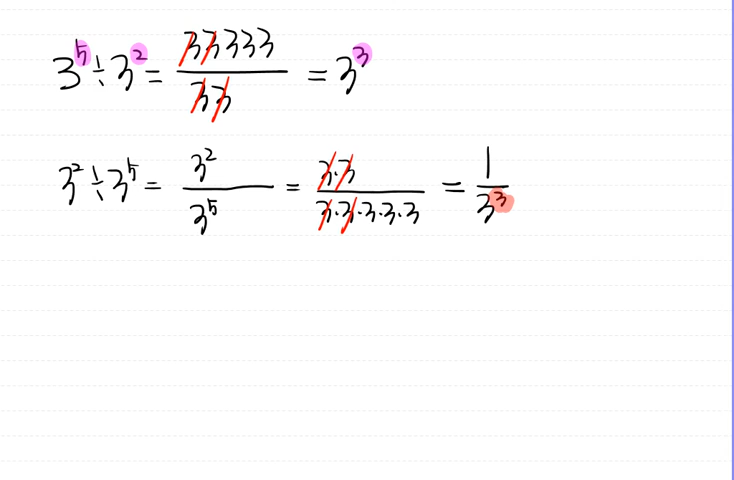 3^5 ÷ 3^2 = 33333/33 = 3^3
3^2 ÷ 3^5 = 3^2/3^5 = 3·3/3·3·3·3·3 = 1/3^3